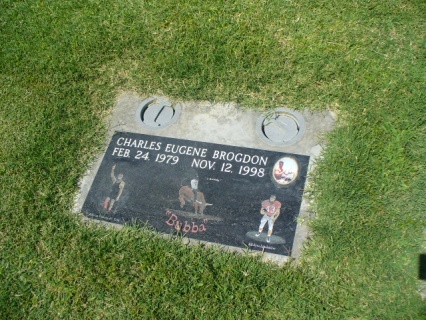 CHARLES EUGENE BROGDON
FEB. 24. 1979 NOV. 12. 1998
"Bubba"